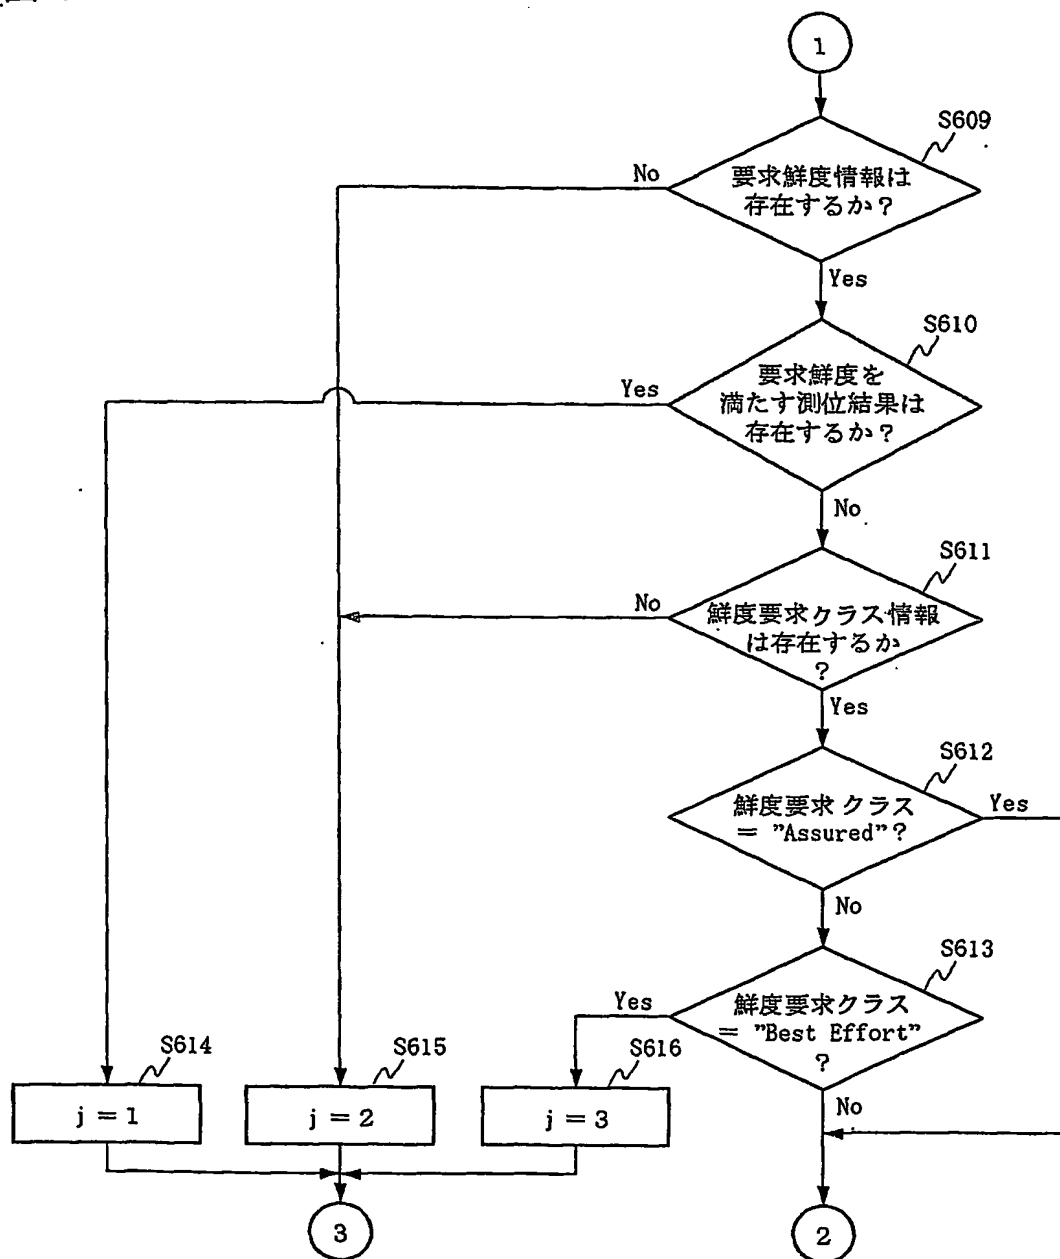 1
S609
要求鮮度情報は
存在するか?
No
Yes
S610
要求鮮度を
満たす測位結果は
存在するか?
Yes
No
S611
鮮度要求クラス情報
は存在するか
?
No
Yes
S612
鮮度要求クラス
= "Assured"?
Yes
No
S613
鮮度要求クラス
= "Best Effort"
?
Yes
No
S614
j = 1
S615
j = 2
S616
j = 3
3
2